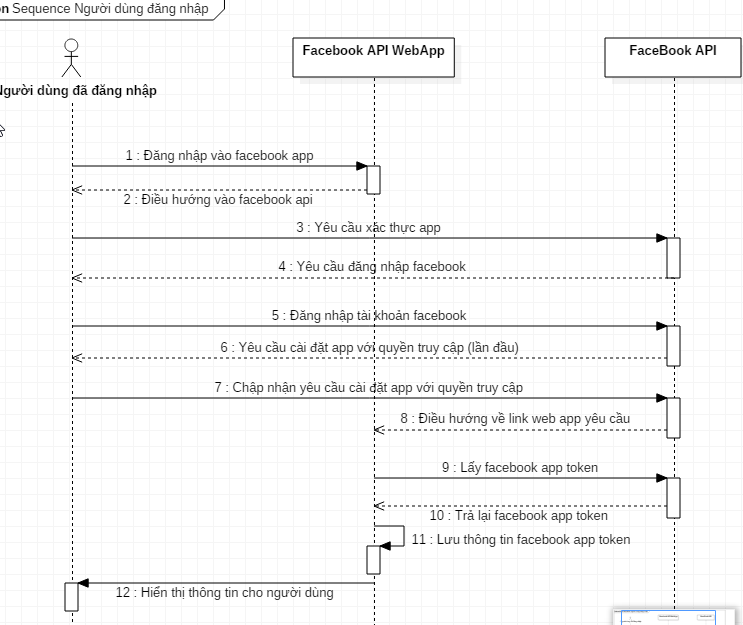 n Sequence Người dùng đăng nhập
Facebook API WebApp
FaceBook API
Người dùng đã đăng nhập
1 : Đăng nhập vào facebook app
2 : Điều hướng vào facebook api
3 : Yêu cầu xác thực app
4 : Yêu cầu đăng nhập facebook
5 : Đăng nhập tài khoản facebook
6 : Yêu cầu cài đặt app với quyền truy cập (lần đầu)
7 : Chập nhận yêu cầu cài đặt app với quyền truy cập
8 : Điều hướng về link web app yêu cầu
9 : Lấy facebook app token
10 : Trả lại facebook app token
11 : Lưu thông tin facebook app token
12 : Hiển thị thông tin cho người dùng